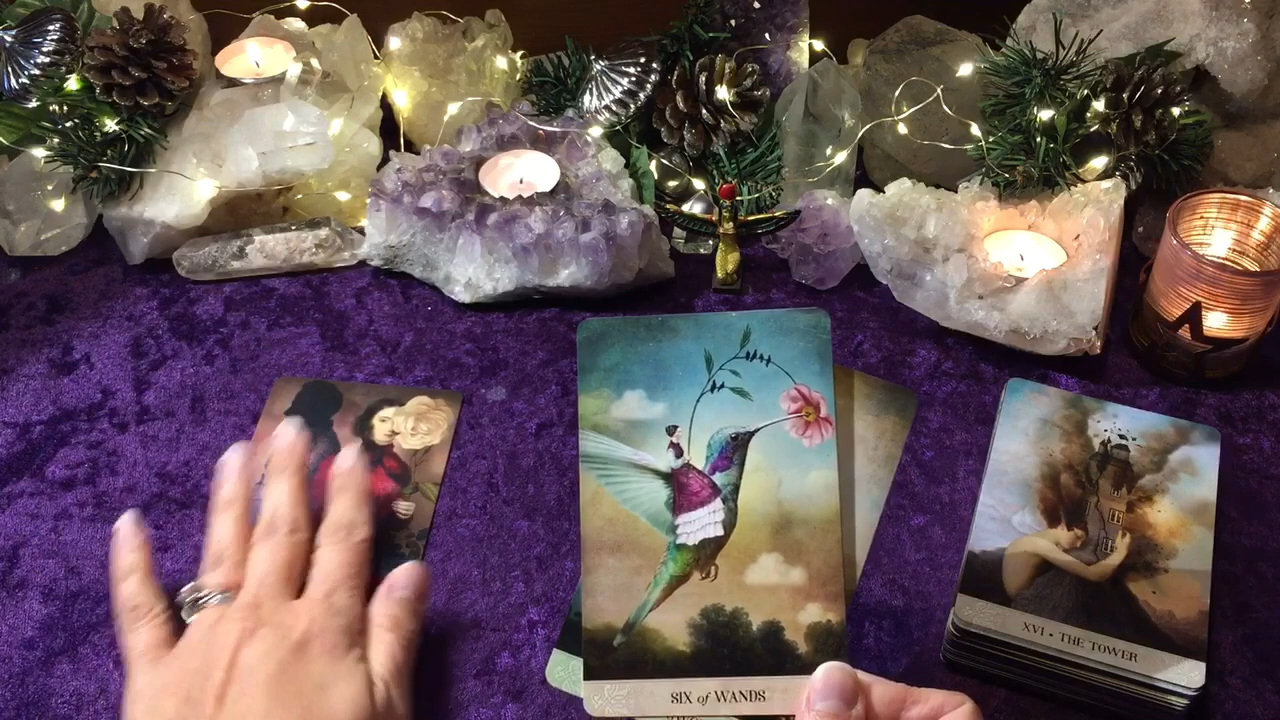 SIX of WANDS
XVI • THE TOWER